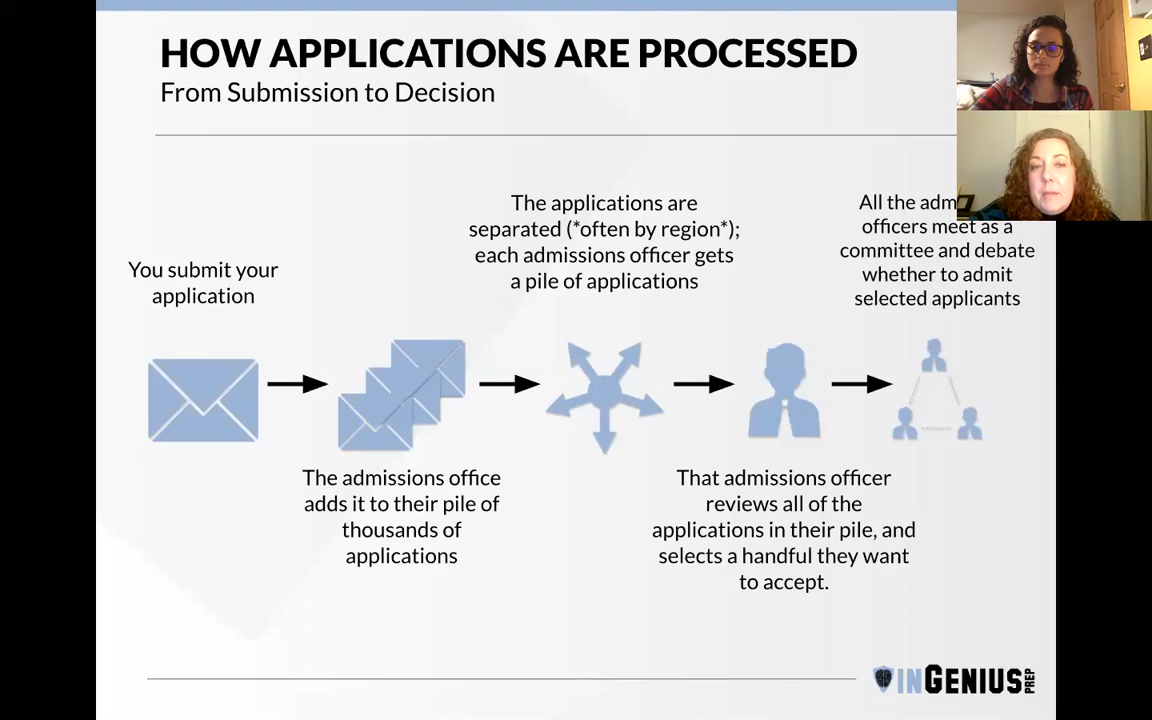 HOW APPLICATIONS ARE PROCESSED
From Submission to Decision
You submit your
application
The admissions office
adds it to their pile of
thousands of
applications
The applications are
separated (*often by region*);
each admissions officer gets
a pile of applications
That admissions officer
reviews all of the
applications in their pile, and
selects a handful they want
to accept.
All the
officers meet as a
committee and debate
whether to admit
selected applicants
INGENIUS PREP